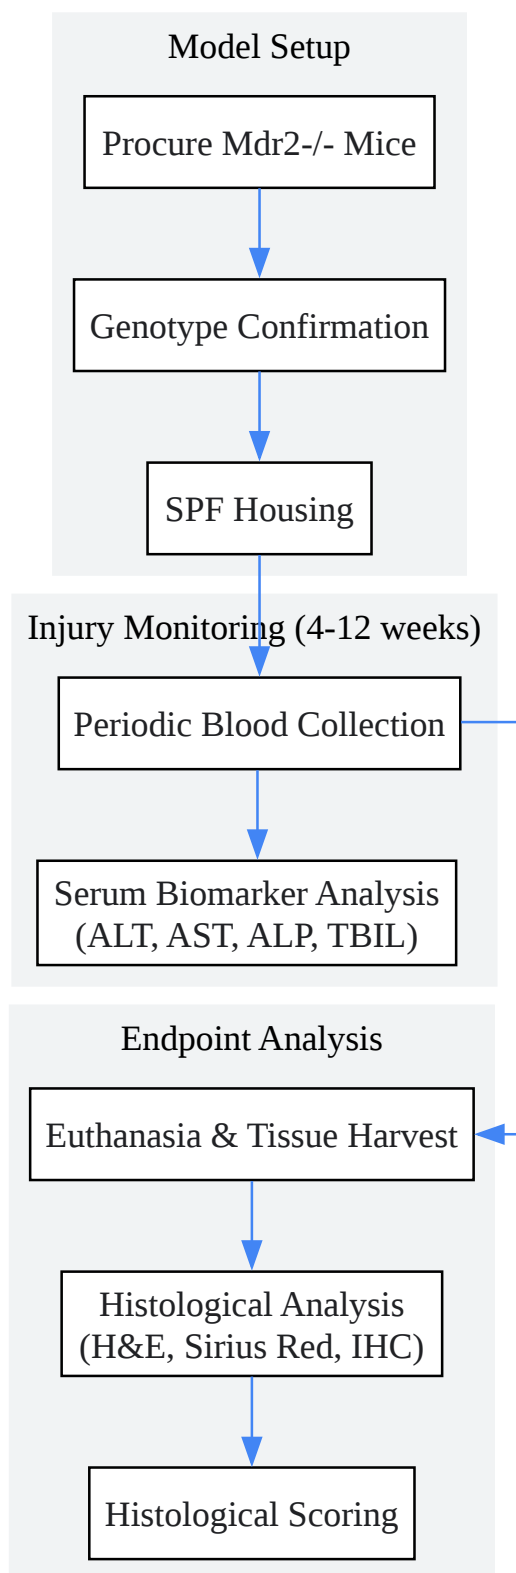 Model Setup
Procure Mdr2-/- Mice
Genotype Confirmation
SPF Housing
Injury Monitoring (4-12 weeks)
Periodic Blood Collection
Serum Biomarker Analysis
(ALT, AST, ALP, TBIL)
Endpoint Analysis
Euthanasia & Tissue Harvest
Histological Analysis
(H&E, Sirius Red, IHC)
Histological Scoring